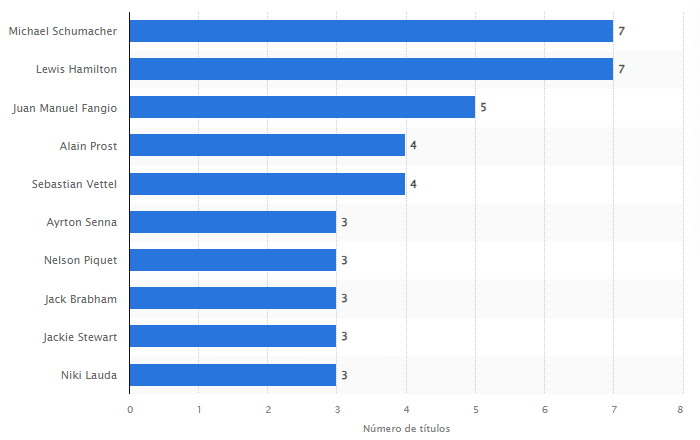 Michael Schumacher 7
Lewis Hamilton 7
Juan Manuel Fangio 5
Alain Prost 4
Sebastian Vettel 4
Ayrton Senna 3
Nelson Piquet 3
Jack Brabham 3
Jackie Stewart 3
Niki Lauda 3
0 1 2 3 4 5 6 7 8
Número de títulos